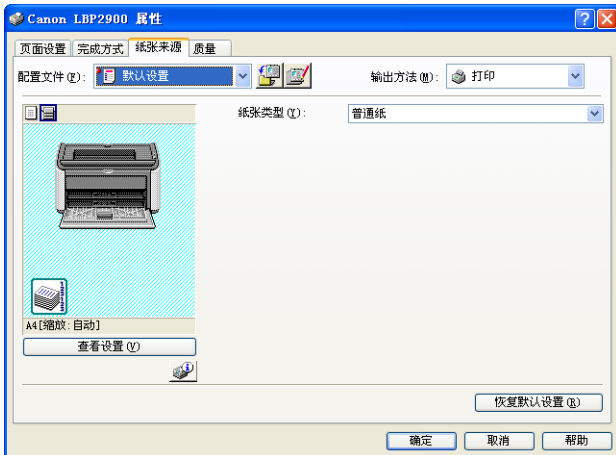 Canon LBP2900 属性
页面设置 完成方式 纸张来源 质量
配置文件(F): 默认设置 输出方法(M): 打印
纸张类型(Y): 普通纸
A4[缩放:自动]
查看设置(V)
恢复默认设置(R)
确定 取消 帮助